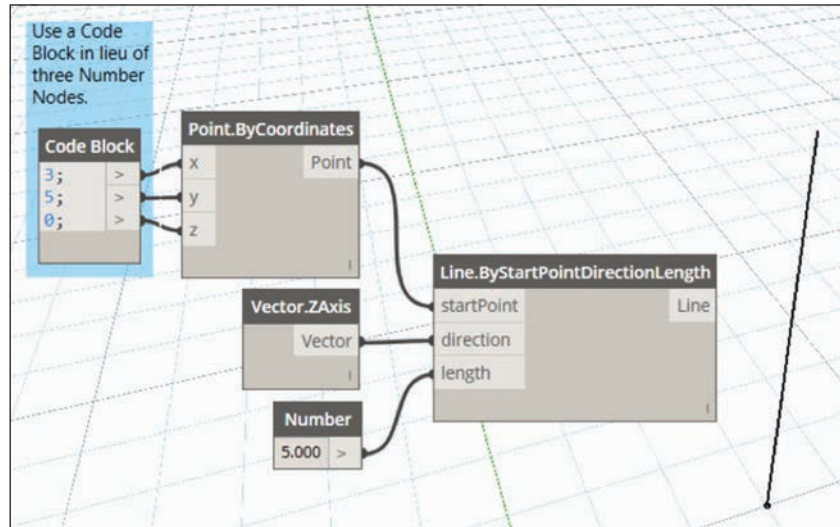 Use a Code
Block in lieu of
three Number
Nodes.
Code Block
3; >
5; >
0; >
Point.ByCoordinates
x Point
y
z
l
Vector.ZAxis
Vector
l
Number
5.000 >
Line.ByStartPointDirectionLength
startPoint Line
direction
length
l